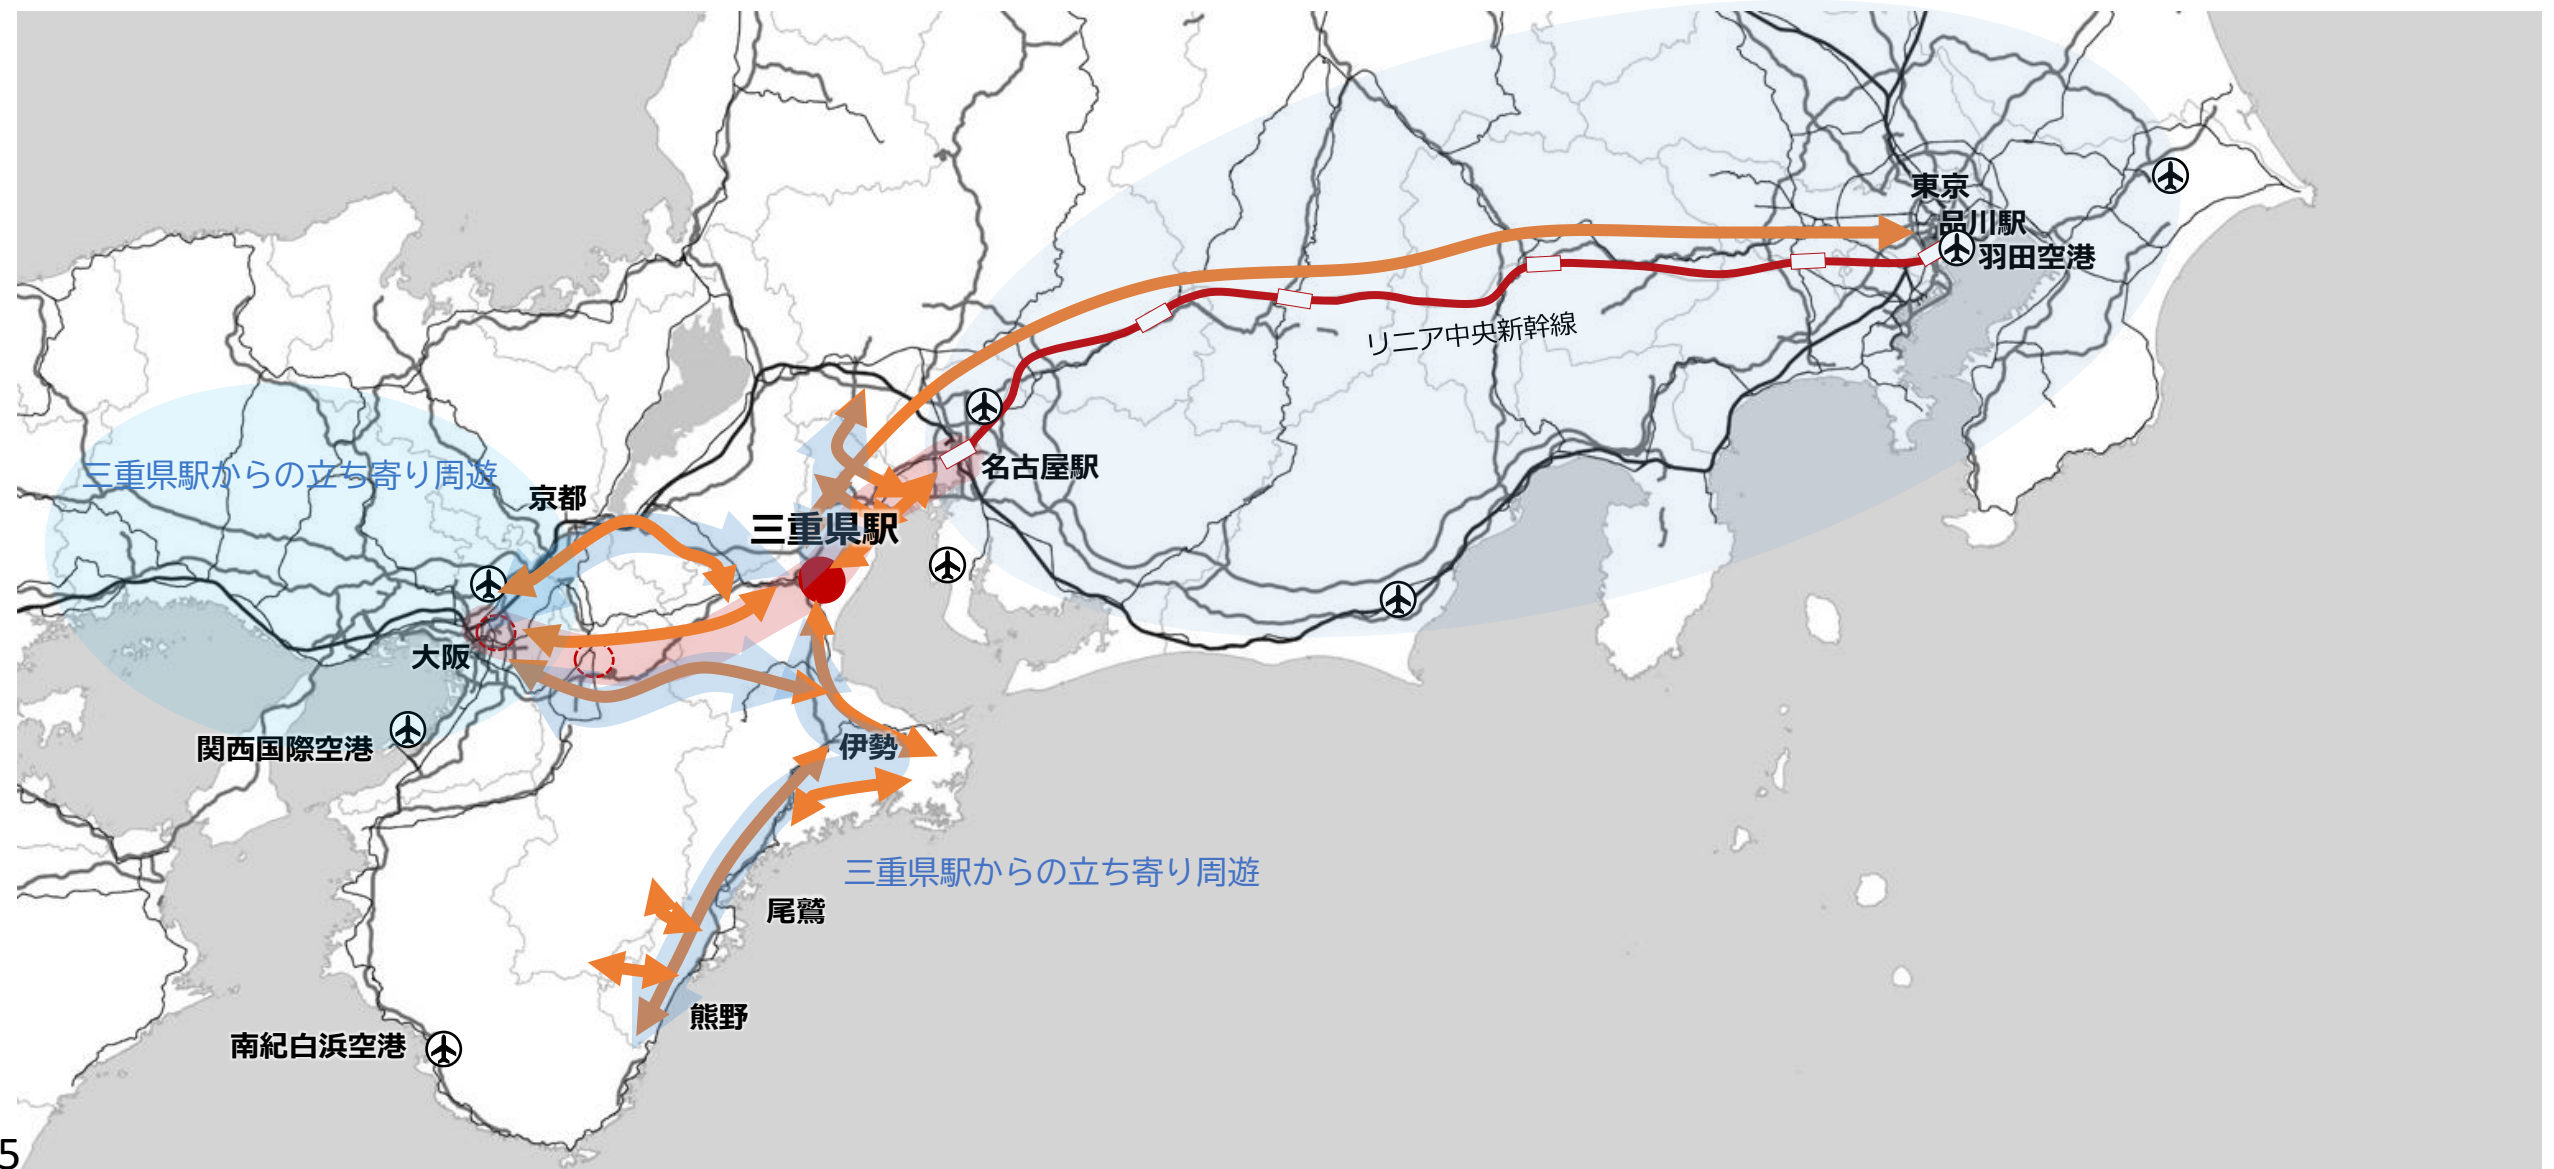 東京
品川駅
羽田空港
リニア中央新幹線
名古屋駅
三重県駅からの立ち寄り周遊
京都
三重県駅
大阪
関西国際空港
伊勢
三重県駅からの立ち寄り周遊
尾鷲
熊野
南紀白浜空港
5